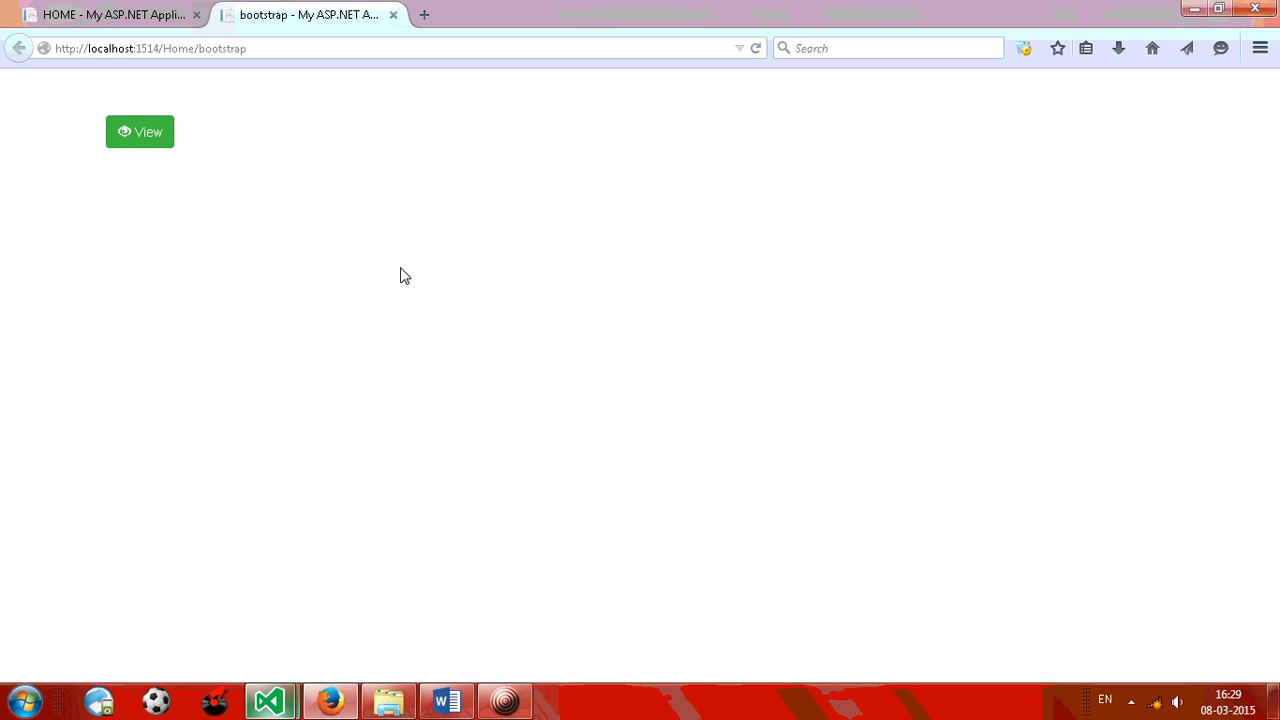 HOME - My ASP.NET Appli...
bootstrap - My ASP.NET A...
http://localhost:1514/Home/bootstrap
Search
View
EN
16:29
08-03-2015